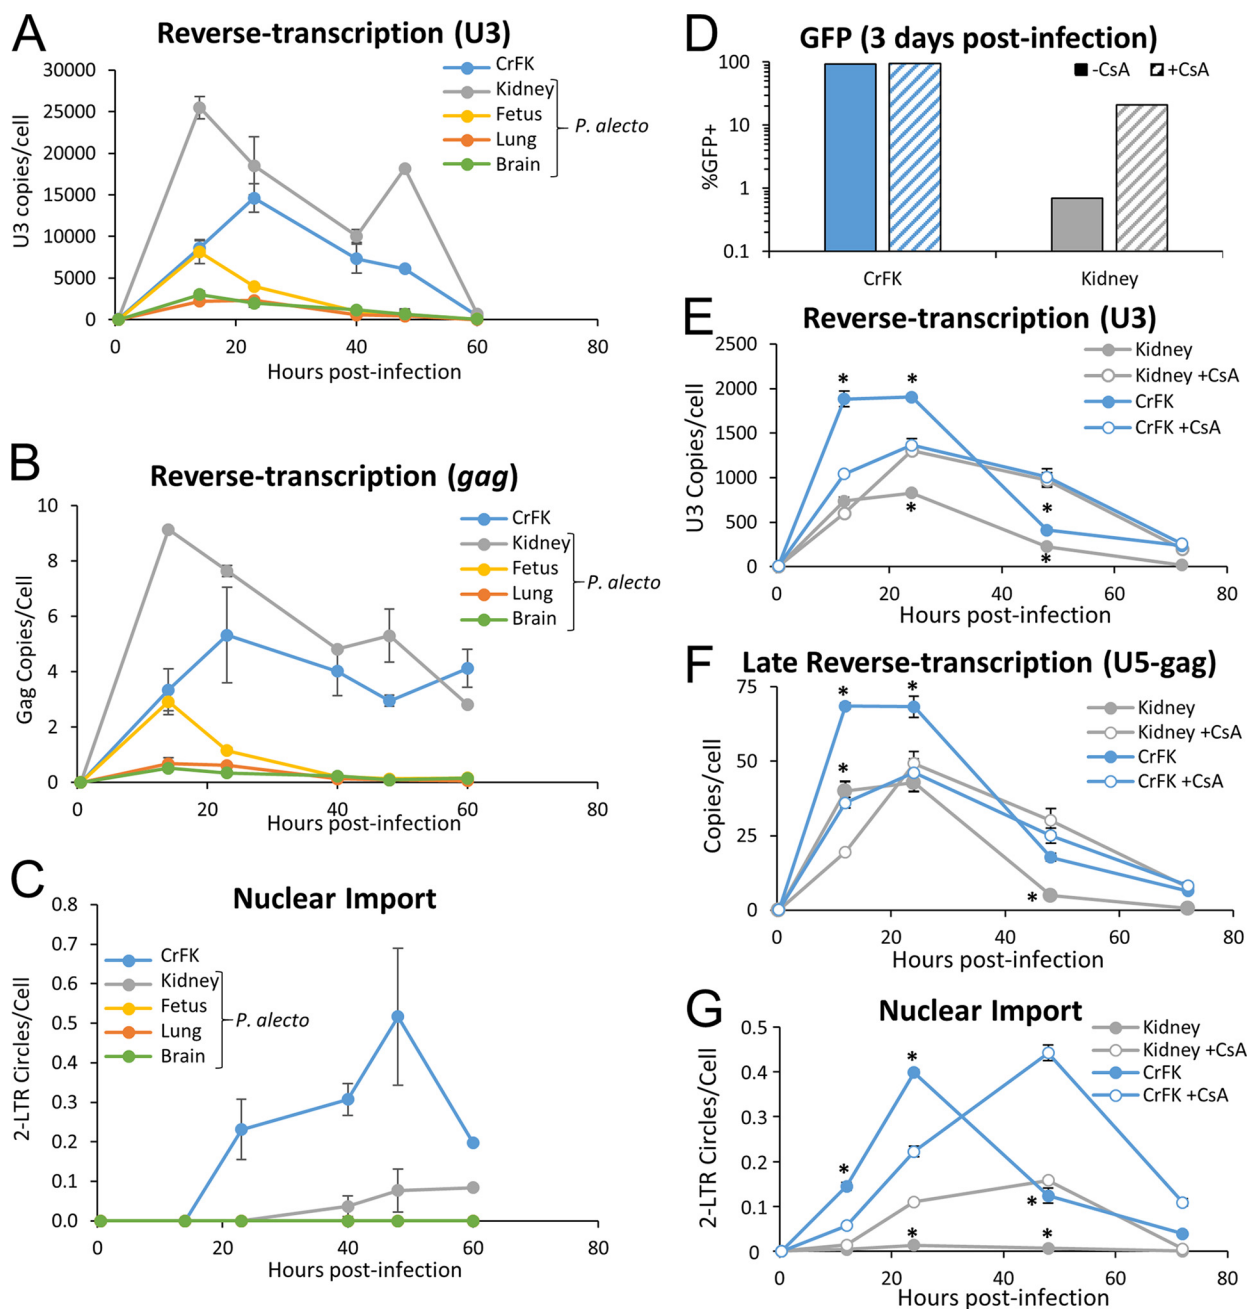 A
Reverse-transcription (U3)
30000
25000
20000
15000
10000
5000
0
U3 copies/cell
CrFK
Kidney
Fetus
Lung
Brain
P. alecto
0 20 40 60 80
Hours post-infection
B
Reverse-transcription (gag)
10
8
6
4
2
0
Gag Copies/Cell
CrFK
Kidney
Fetus
Lung
Brain
P. alecto
0 20 40 60 80
Hours post-infection
C
Nuclear Import
0.8
0.7
0.6
0.5
0.4
0.3
0.2
0.1
0.0
2-LTR Circles/Cell
CrFK
Kidney
Fetus
Lung
Brain
P. alecto
0 20 40 60 80
Hours post-infection
D
GFP (3 days post-infection)
100
10
1
0.1
%GFP+
-CsA +CsA
CrFK Kidney
E
Reverse-transcription (U3)
2500
2000
1500
1000
500
0
U3 Copies/cell
Kidney
Kidney +CsA
CrFK
CrFK +CsA
* *
*
*
*
0 20 40 60 80
Hours post-infection
F
Late Reverse-transcription (U5-gag)
75
50
25
0
Copies/cell
Kidney
Kidney +CsA
CrFK
CrFK +CsA
* *
*
*
0 20 40 60 80
Hours post-infection
G
Nuclear Import
0.5
0.4
0.3
0.2
0.1
0
2-LTR Circles/Cell
Kidney
Kidney +CsA
CrFK
CrFK +CsA
*
*
*
* *
0 20 40 60 80
Hours post-infection